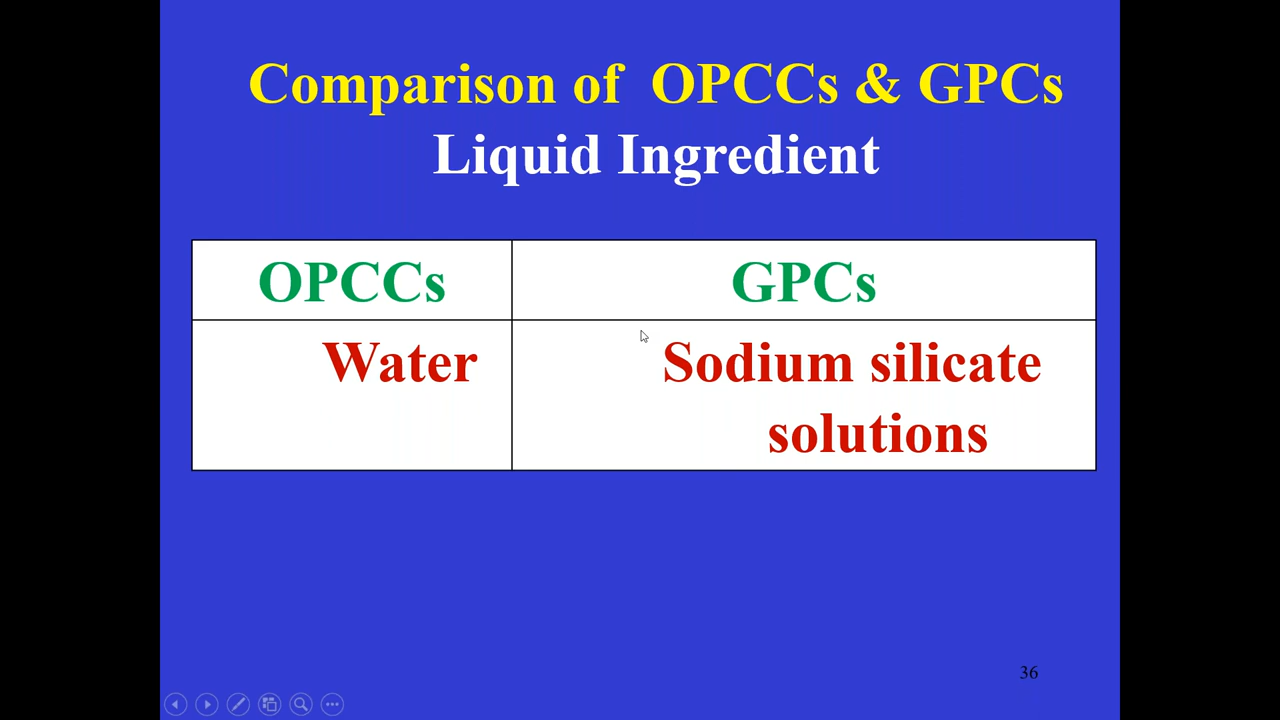 Comparison of OPCCs & GPCs
Liquid Ingredient
OPCCs
GPCs
Water
Sodium silicate
solutions
36